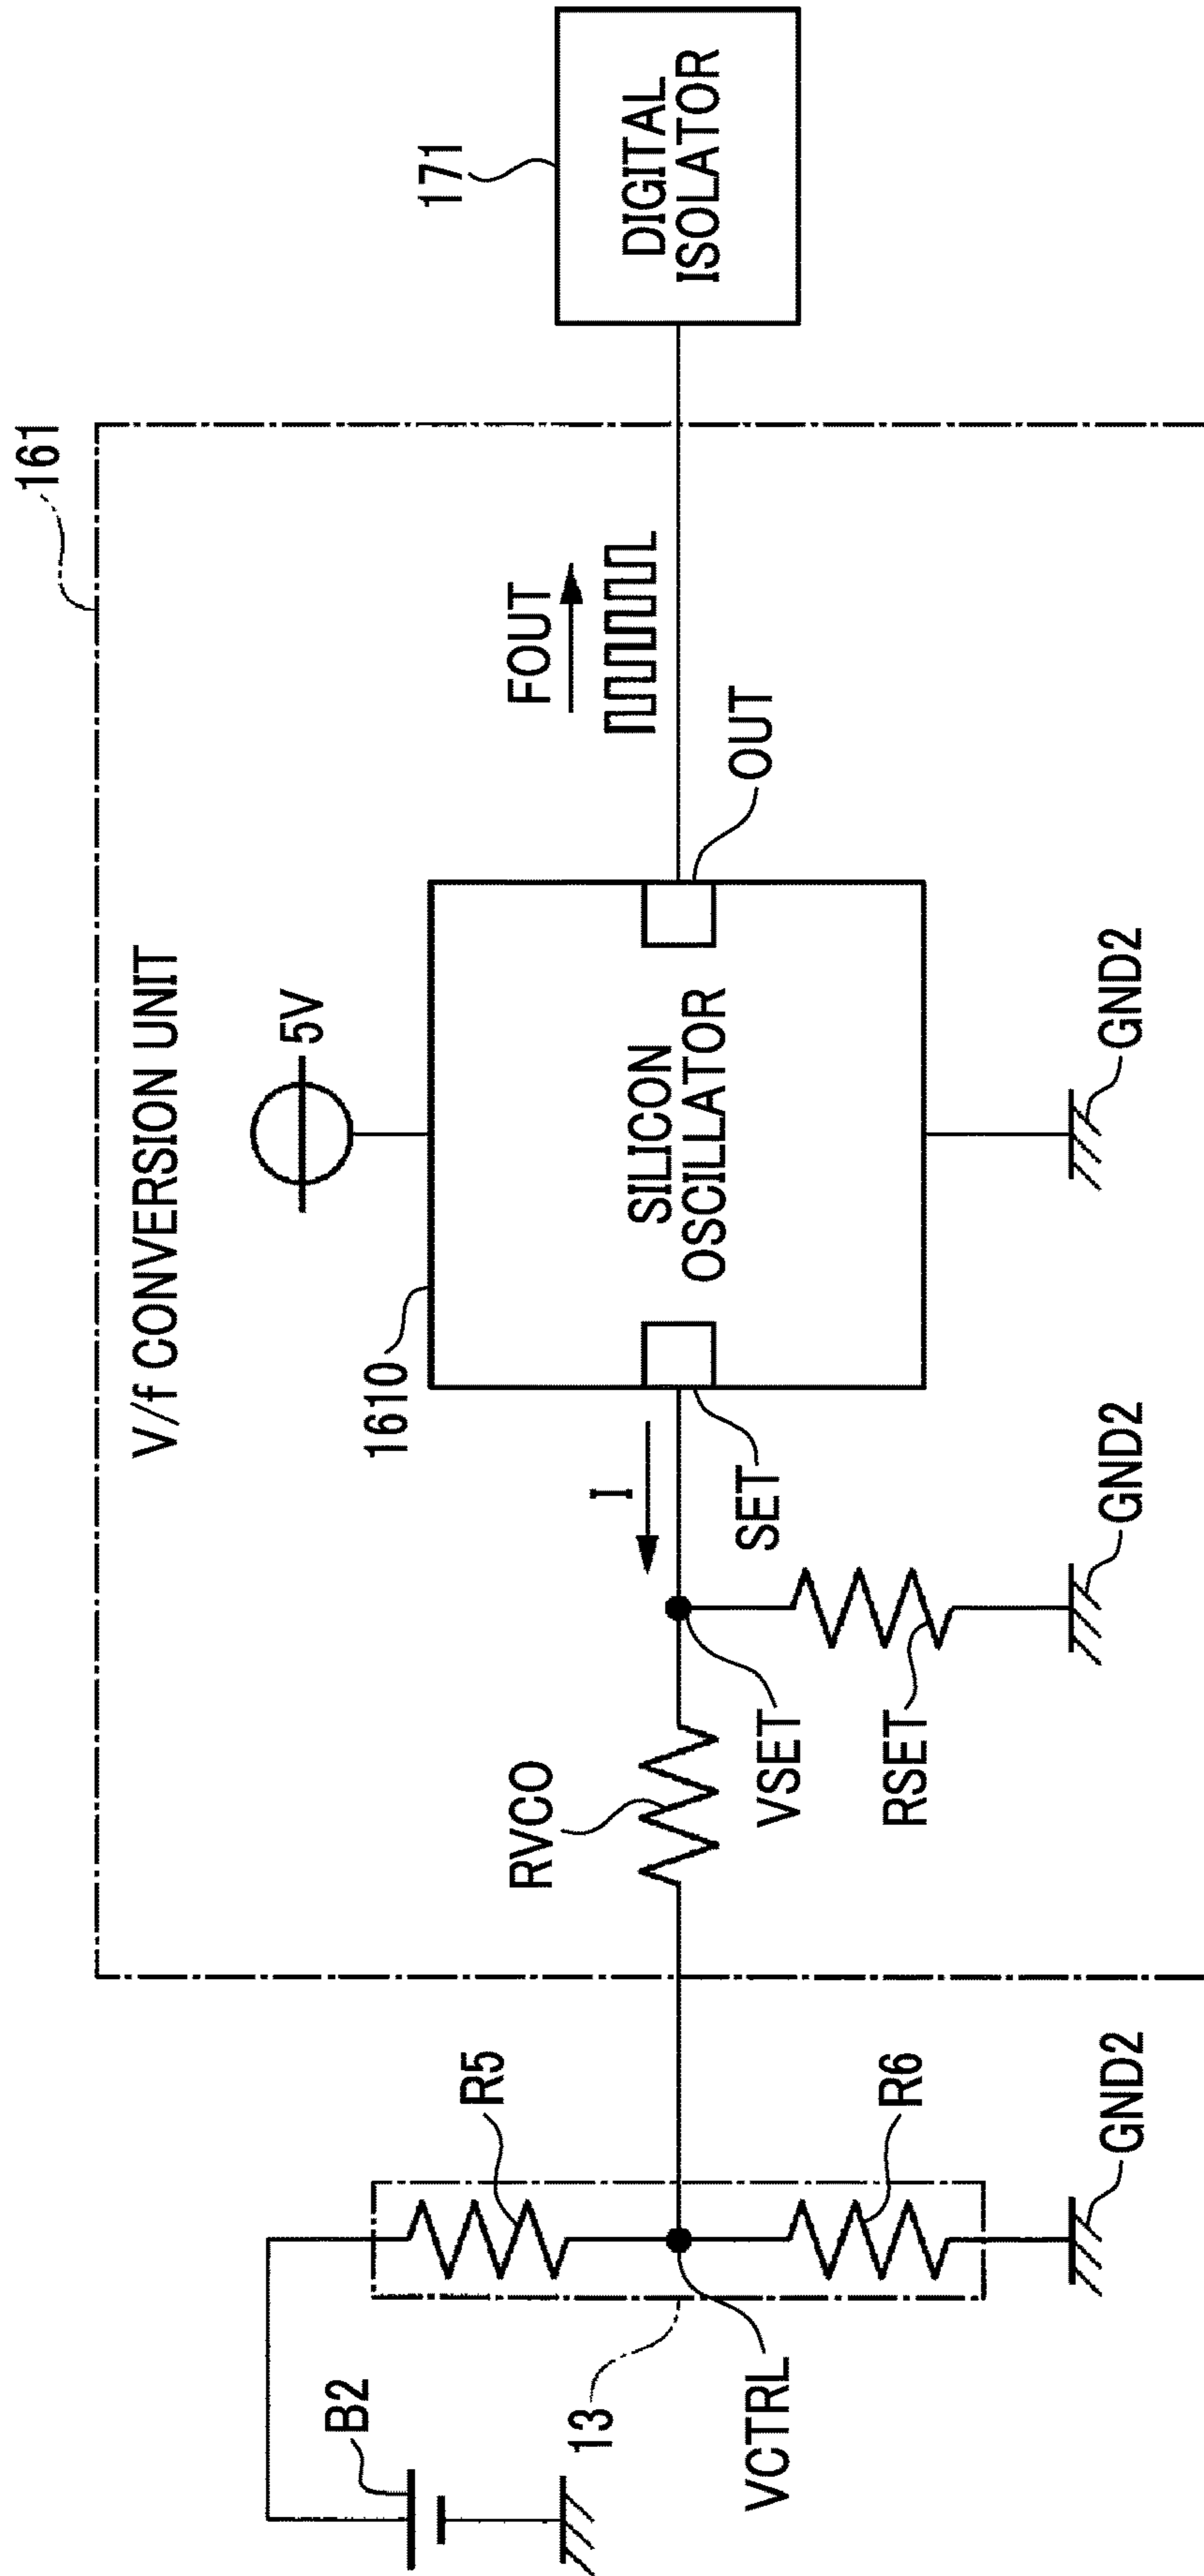 161
V/f CONVERSION UNIT
5V
1610
171
DIGITAL
ISOLATOR
FOUT
B2
R5
RVCO
I
SILICON
OSCILLATOR
13
VCTRL
VSET
SET
OUT
R6
RSET
GND2
GND2
GND2